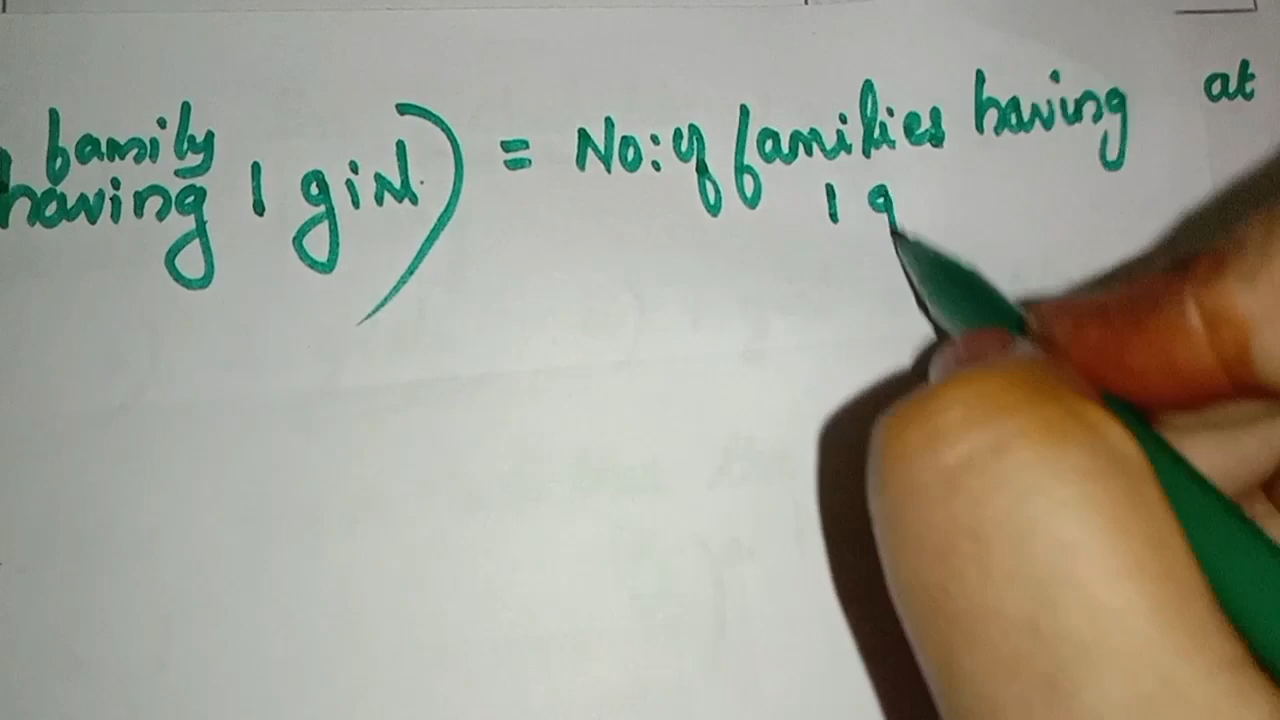 family
having 1 girl) = No: of families having at
1 g